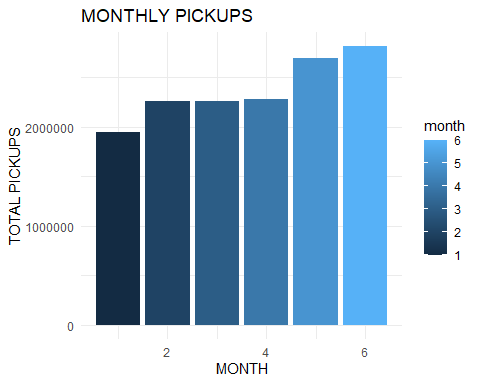 MONTHLY PICKUPS
TOTAL PICKUPS
2000000
1000000
0
2 4 6
MONTH
month
6
5
4
3
2
1